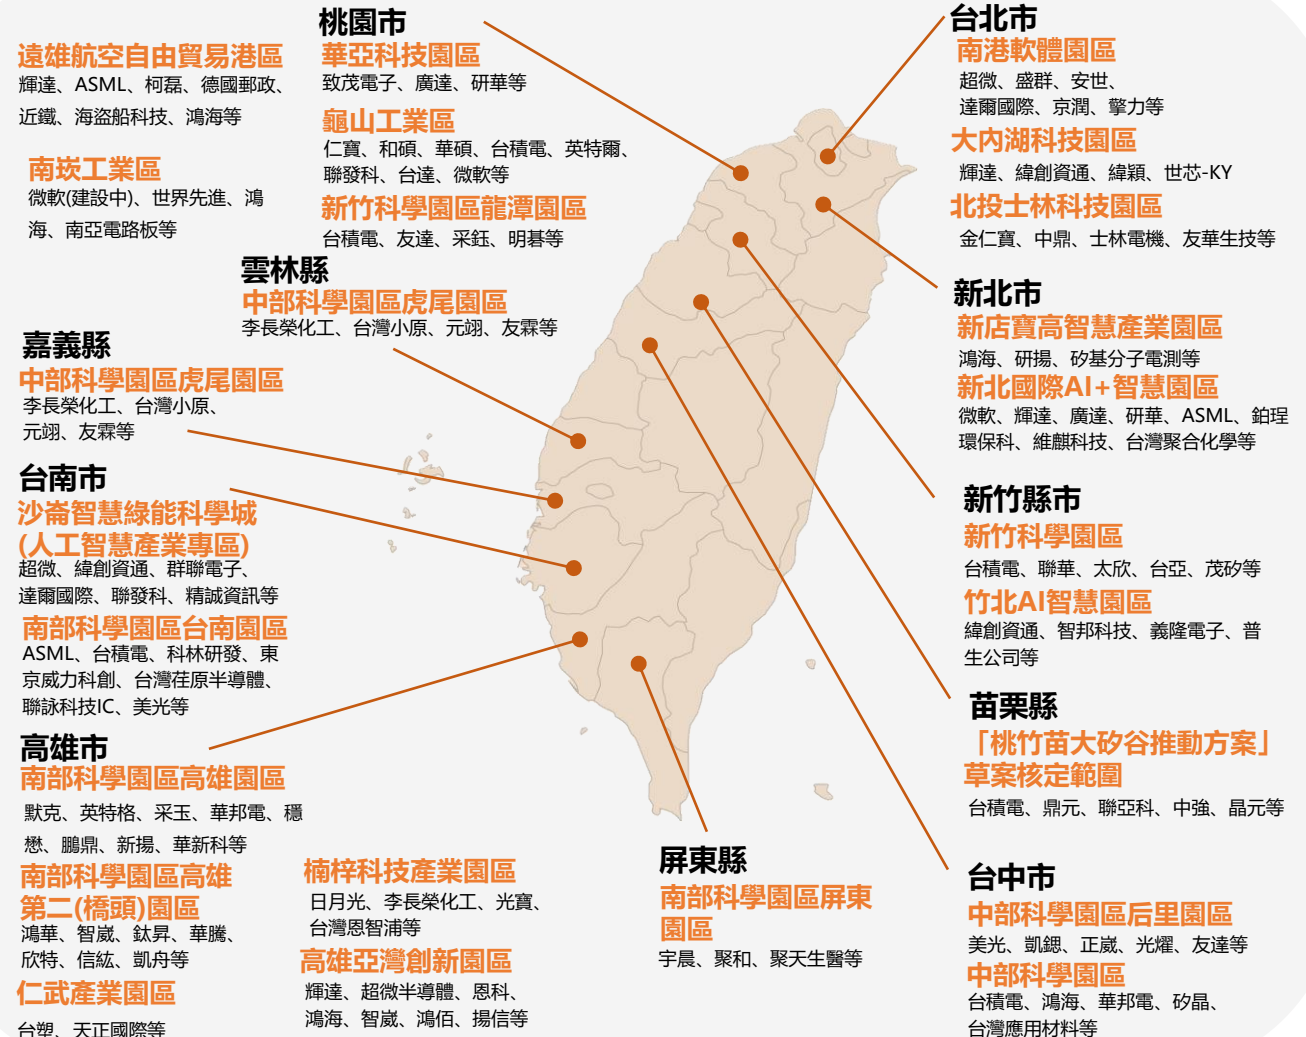 桃園市
華亞科技園區
致茂電子、廣達、研華等
龜山工業區
仁寶、和碩、華碩、台積電、英特爾、
聯發科、台達、微軟等
新竹科學園區龍潭園區
台積電、友達、采鈺、明碁等
遠雄航空自由貿易港區
輝達、ASML、柯磊、德國郵政、
近鐵、海盜船科技、鴻海等
南崁工業區
微軟(建設中)、世界先進、鴻
海、南亞電路板等
雲林縣
中部科學園區虎尾園區
李長榮化工、台灣小原、元翊、友霖等
嘉義縣
中部科學園區虎尾園區
李長榮化工、台灣小原、
元翊、友霖等
台南市
沙崙智慧綠能科學城
(人工智慧產業專區)
超微、緯創資通、群聯電子、
達爾國際、聯發科、精誠資訊等
南部科學園區台南園區
ASML、台積電、科林研發、東
京威力科創、台灣荏原半導體、
聯詠科技IC、美光等
高雄市
南部科學園區高雄園區
默克、英特格、采玉、華邦電、穩
懋、鵬鼎、新揚、華新科等
南部科學園區高雄
第二(橋頭)園區
鴻華、智崴、鈦昇、華騰、
欣特、信紘、凱舟等
仁武產業園區
台塑、天正國際等
楠梓科技產業園區
日月光、李長榮化工、光寶、
台灣恩智浦等
高雄亞灣創新園區
輝達、超微半導體、恩科、
鴻海、智崴、鴻佰、揚信等
屏東縣
南部科學園區屏東
園區
宇晨、聚和、聚天生醫等
台北市
南港軟體園區
超微、盛群、安世、
達爾國際、京潤、擎力等
大內湖科技園區
輝達、緯創資通、緯穎、世芯-KY
北投士林科技園區
金仁寶、中鼎、士林電機、友華生技等
新北市
新店寶高智慧產業園區
鴻海、研揚、矽基分子電測等
新北國際AI+智慧園區
微軟、輝達、廣達、研華、ASML、鉑珵
環保科、維麒科技、台灣聚合化學等
新竹縣市
新竹科學園區
台積電、聯華、太欣、台亞、茂矽等
竹北AI智慧園區
緯創資通、智邦科技、義隆電子、普
生公司等
苗栗縣
「桃竹苗大矽谷推動方案」
草案核定範圍
台積電、鼎元、聯亞科、中強、晶元等
台中市
中部科學園區后里園區
美光、凱鍶、正崴、光燿、友達等
中部科學園區
台積電、鴻海、華邦電、矽晶、
台灣應用材料等